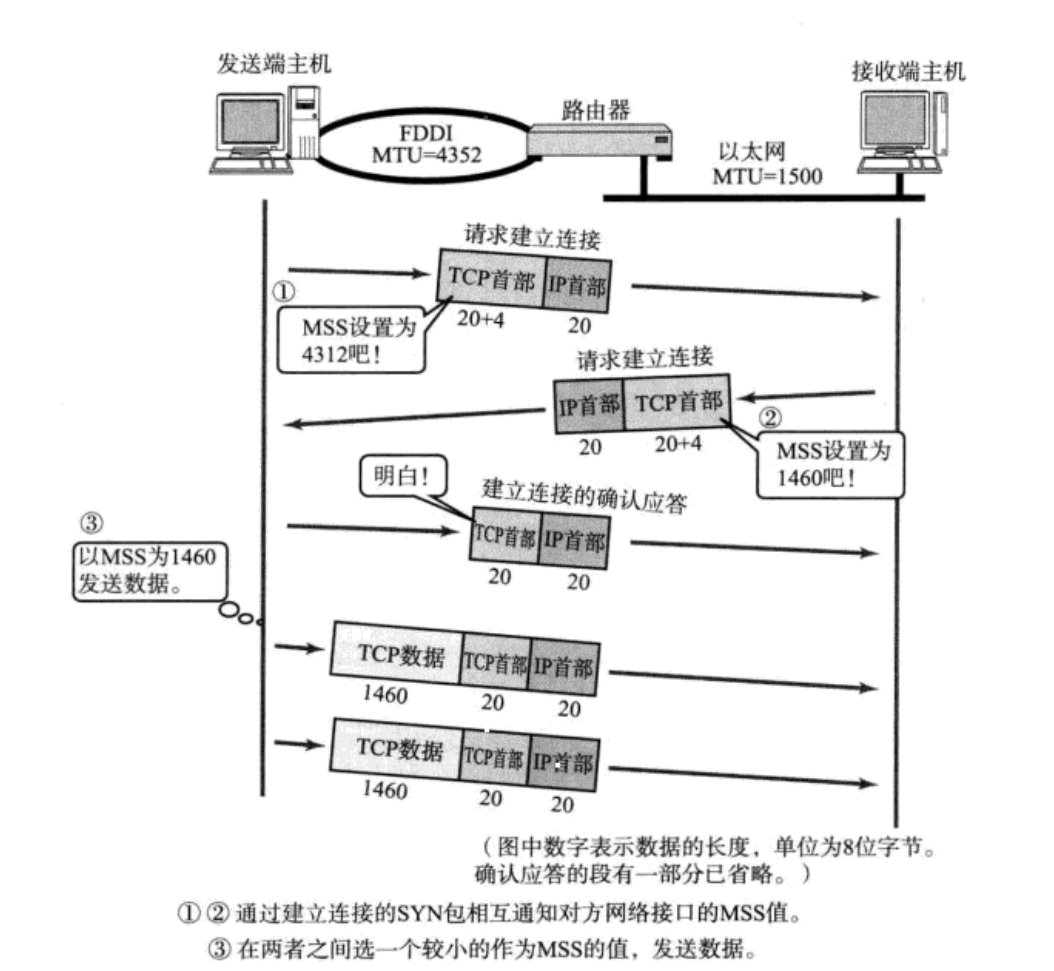 发送端主机
接收端主机
路由器
FDDI
MTU=4352
以太网
MTU=1500
请求建立连接
TCP首部 IP首部
20+4 20
①
MSS设置为
4312吧！
请求建立连接
IP首部 TCP首部
20 20+4
②
MSS设置为
1460吧！
明白！
建立连接的确认应答
TCP首部 IP首部
20 20
③
以MSS为1460
发送数据。
TCP数据 TCP首部 IP首部
1460 20 20
TCP数据 TCP首部 IP首部
1460 20 20
（图中数字表示数据的长度，单位为8位字节。
确认应答的段有一部分已省略。）
①②通过建立连接的SYN包相互通知对方网络接口的MSS值。
③在两者之间选一个较小的作为MSS的值，发送数据。